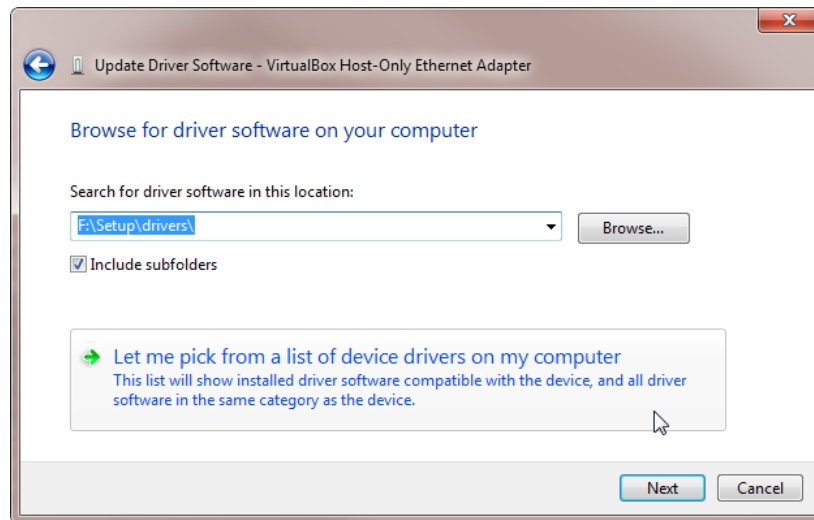 Update Driver Software - VirtualBox Host-Only Ethernet Adapter
Browse for driver software on your computer
Search for driver software in this location:
F:\Setup\drivers\
Browse...
Include subfolders
Let me pick from a list of device drivers on my computer
This list will show installed driver software compatible with the device, and all driver
software in the same category as the device.
Next
Cancel